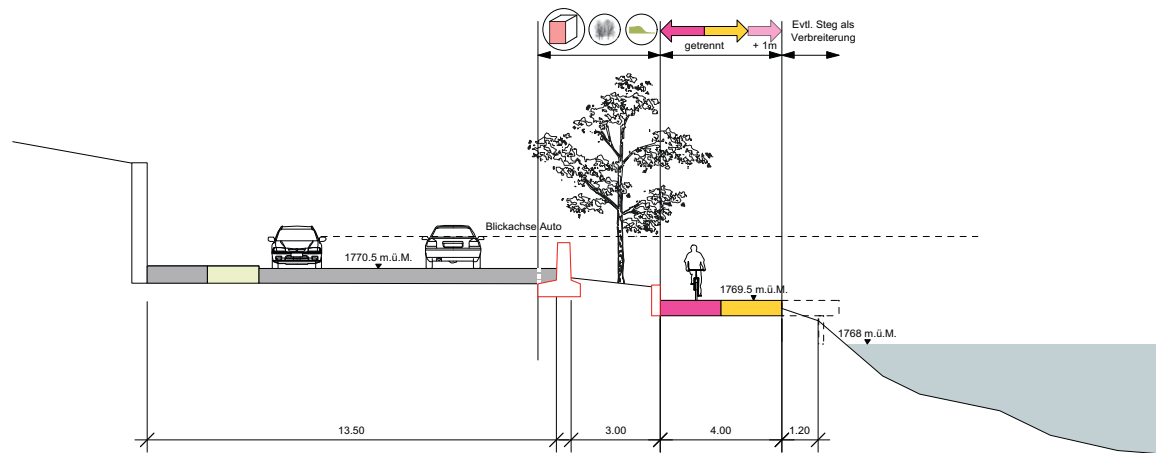 Evtl. Steg als
Verbreiterung
getrennt
+ 1m
Blickachse Auto
1770.5 m.ü.M.
1769.5 m.ü.M.
1768 m.ü.M.
13.50
3.00
4.00
1.20